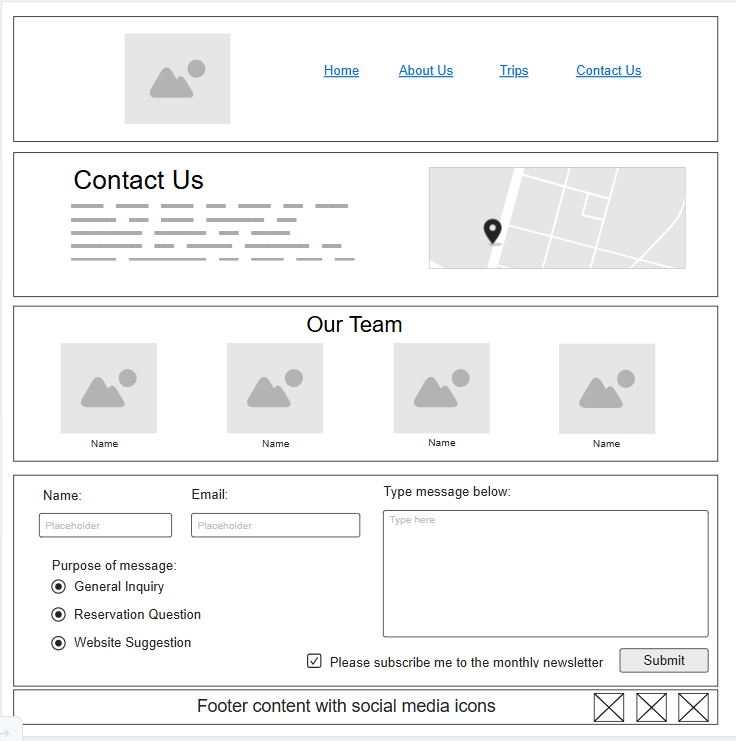 Home About Us Trips Contact Us
Contact Us
Our Team
Name Name Name Name
Name: Email: Type message below:
Placeholder Placeholder Type here
Purpose of message:
General Inquiry
Reservation Question
Website Suggestion
Please subscribe me to the monthly newsletter Submit
Footer content with social media icons